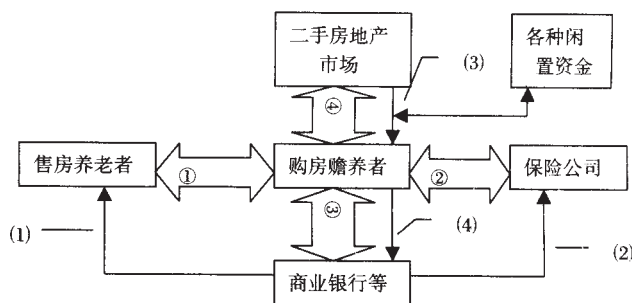 二手房地产
市场
各种闲
置资金
(3)
④
售房养老者
①
购房赡养者
②
保险公司
③
(1)
(4)
(2)
商业银行等